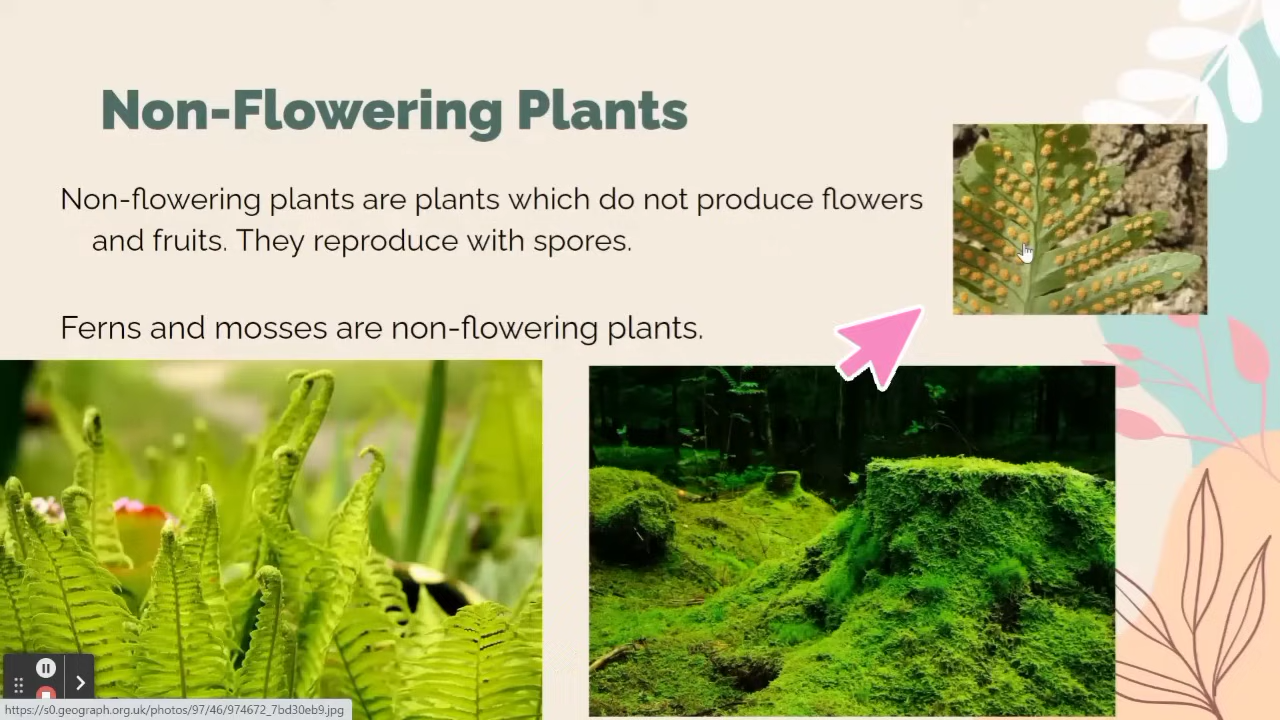 Non-Flowering Plants
Non-flowering plants are plants which do not produce flowers
and fruits. They reproduce with spores.
Ferns and mosses are non-flowering plants.
https://s0.geograph.org.uk/photos/97/46/974672_7bd30eb9.jpg